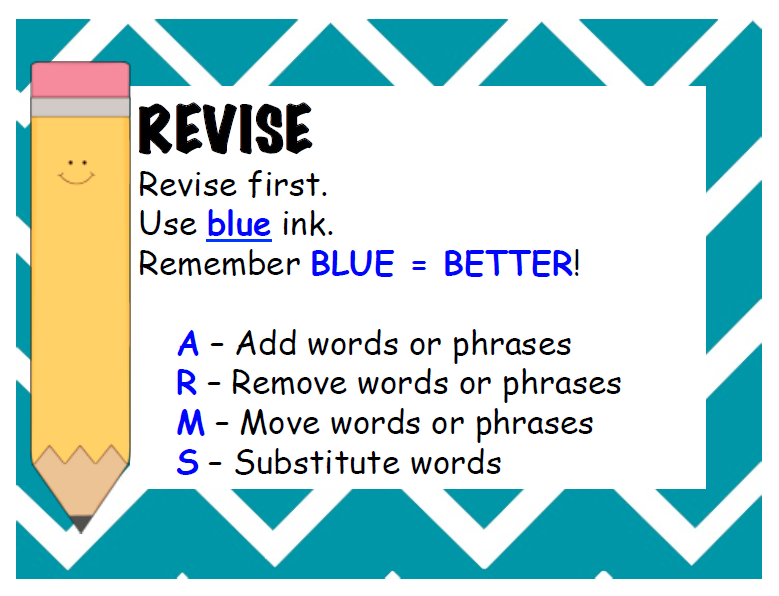 REVISE
Revise first.
Use blue ink.
Remember BLUE = BETTER!
A – Add words or phrases
R – Remove words or phrases
M – Move words or phrases
S – Substitute words